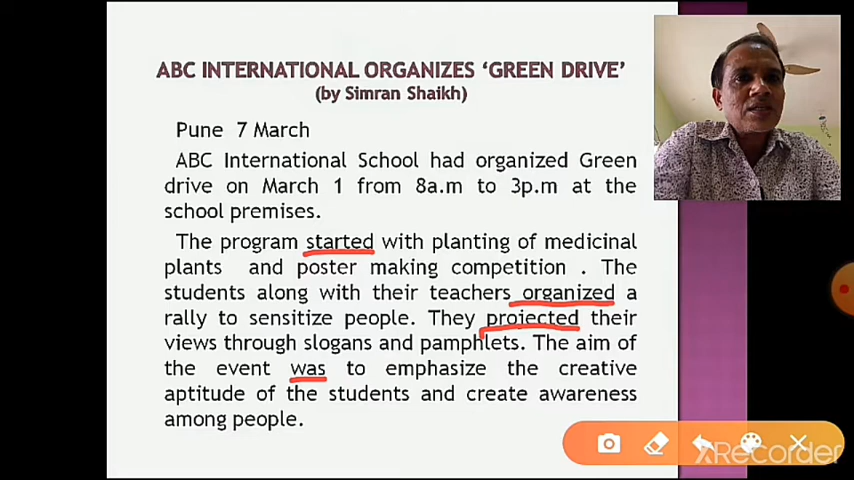 ABC INTERNATIONAL ORGANIZES ‘GREEN DRIVE’
(by Simran Shaikh)
Pune 7 March
ABC International School had organized Green
drive on March 1 from 8a.m to 3p.m at the
school premises.
The program started with planting of medicinal
plants and poster making competition . The
students along with their teachers organized a
rally to sensitize people. They projected their
views through slogans and pamphlets. The aim of
the event was to emphasize the creative
aptitude of the students and create awareness
among people.
XRecorder